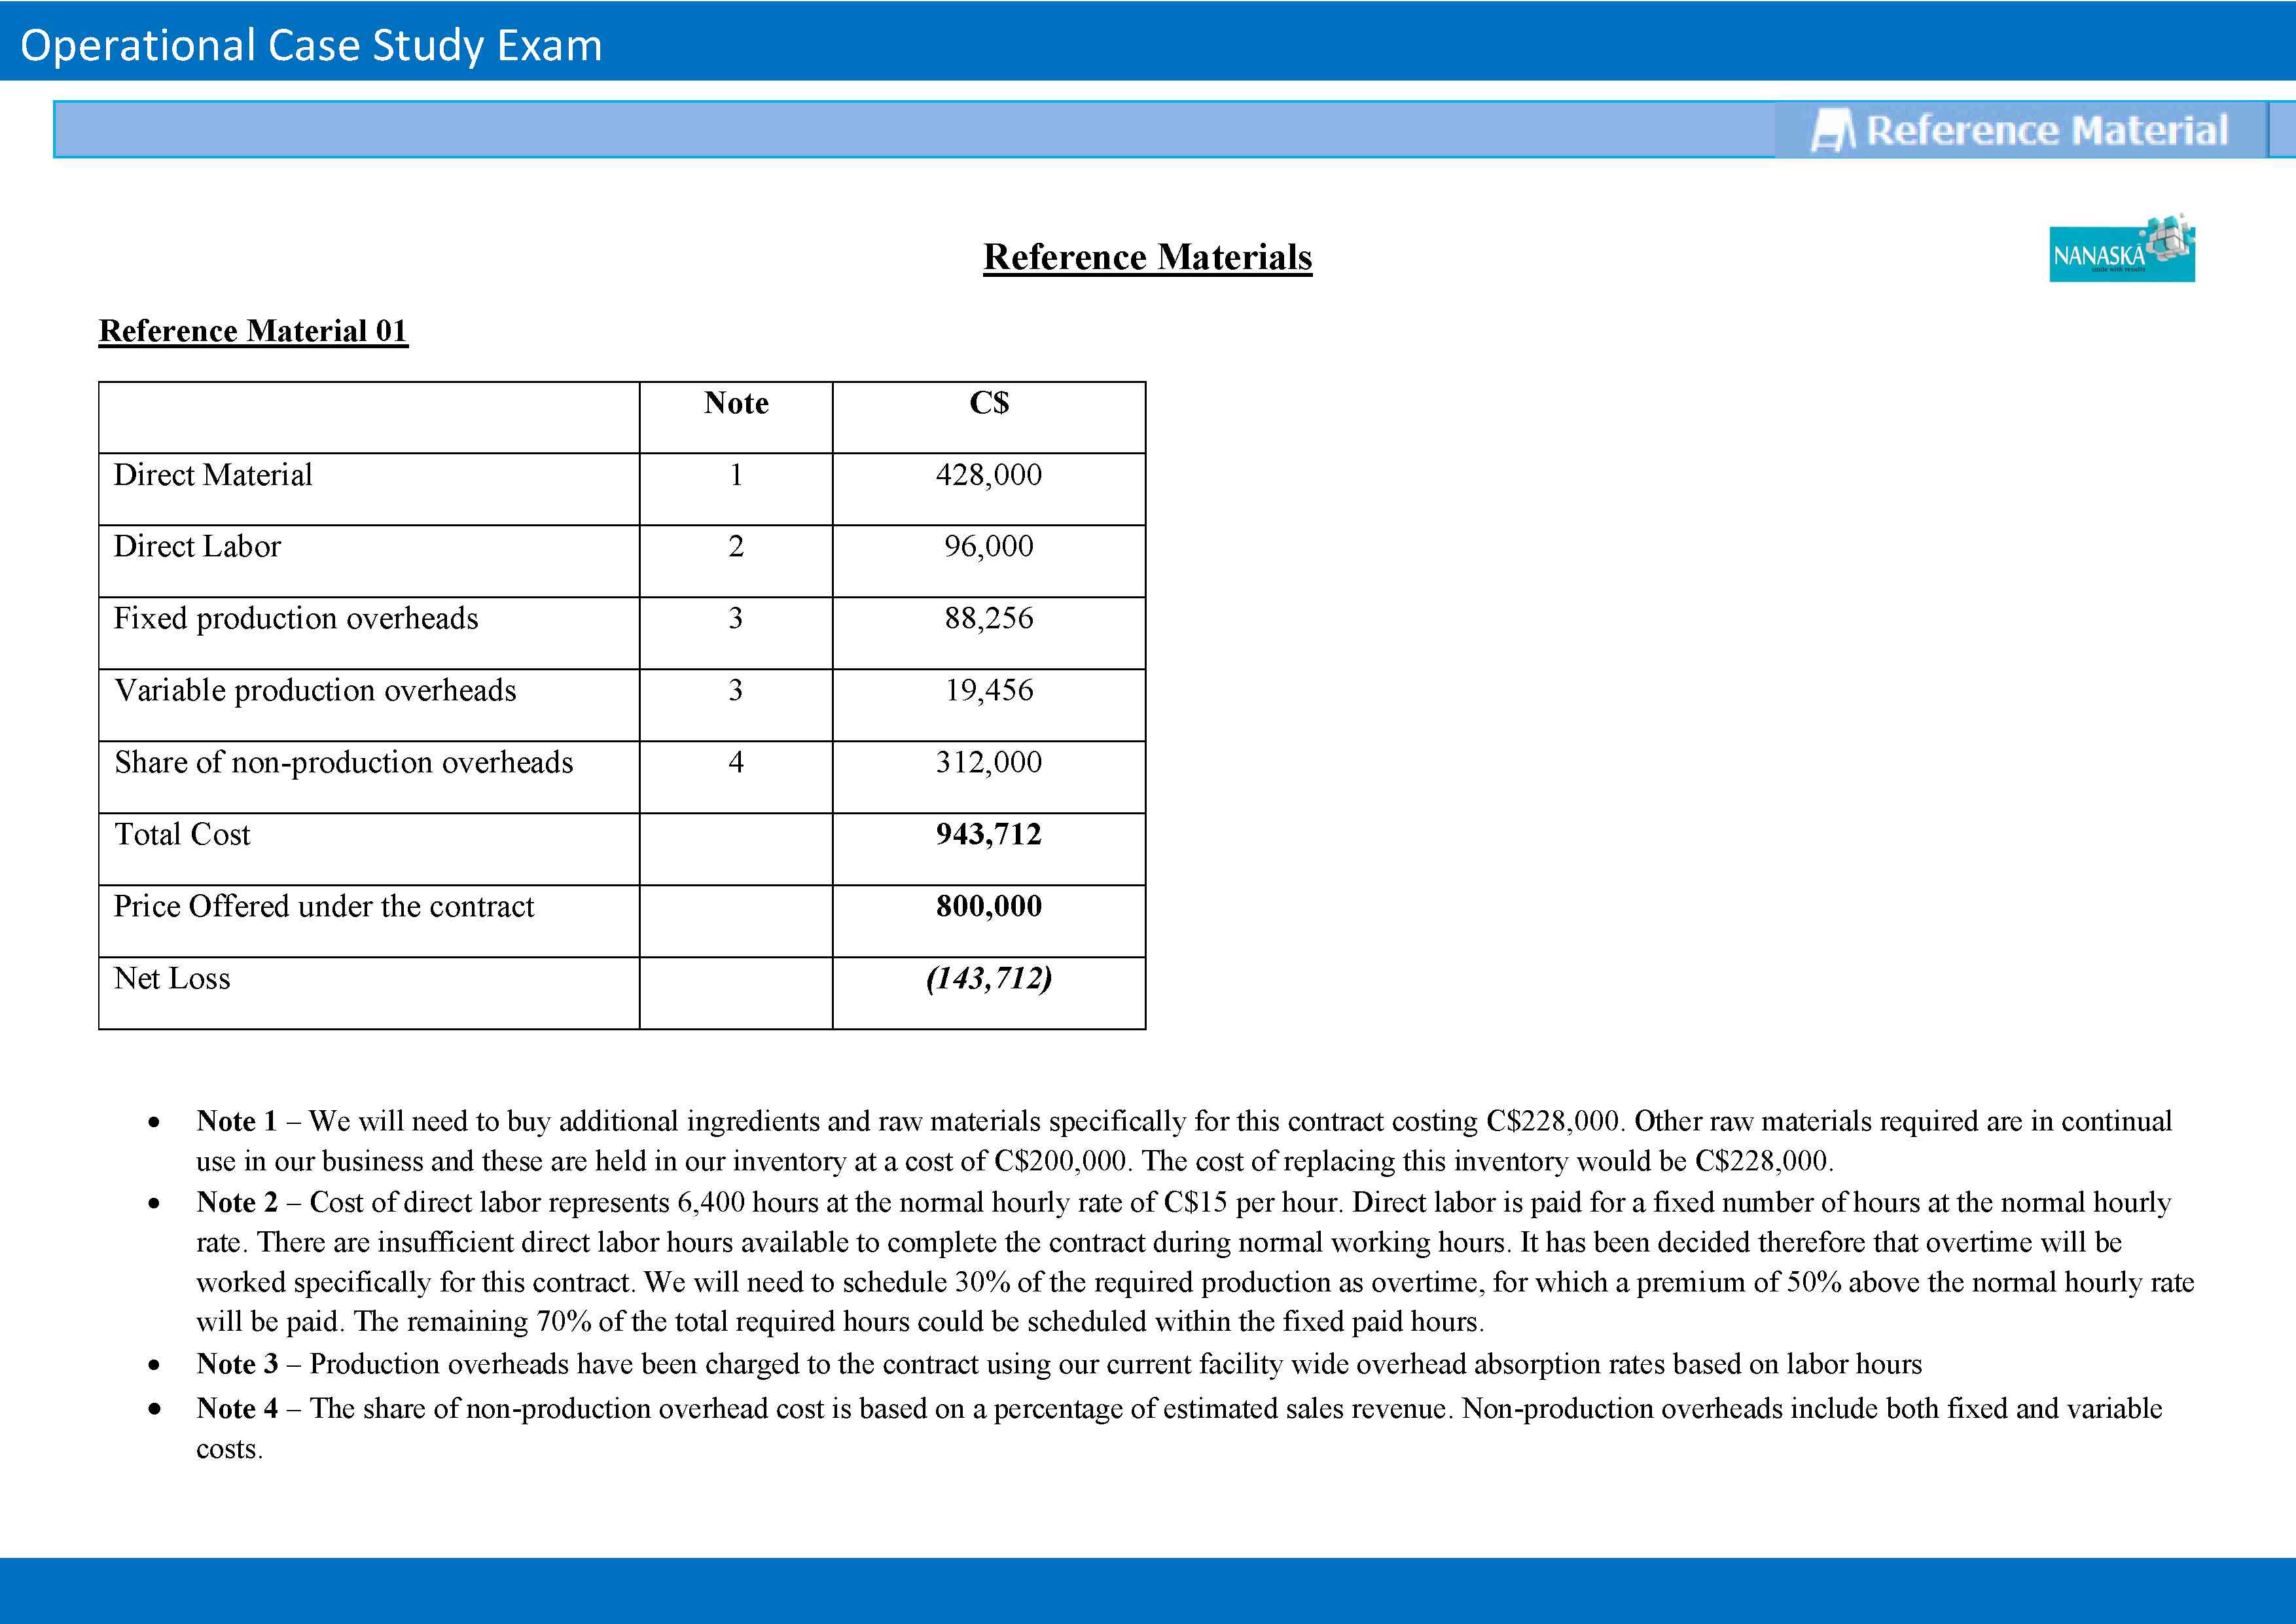 Operational Case Study Exam
Reference Material
Reference Materials
NANASKĀ
Reference Material 01
Note C$
Direct Material 1 428,000
Direct Labor 2 96,000
Fixed production overheads 3 88,256
Variable production overheads 3 19,456
Share of non-production overheads 4 312,000
Total Cost 943,712
Price Offered under the contract 800,000
Net Loss (143,712)
• Note 1 – We will need to buy additional ingredients and raw materials specifically for this contract costing C$228,000. Other raw materials required are in continual
use in our business and these are held in our inventory at a cost of C$200,000. The cost of replacing this inventory would be C$228,000.
• Note 2 – Cost of direct labor represents 6,400 hours at the normal hourly rate of C$15 per hour. Direct labor is paid for a fixed number of hours at the normal hourly
rate. There are insufficient direct labor hours available to complete the contract during normal working hours. It has been decided therefore that overtime will be
worked specifically for this contract. We will need to schedule 30% of the required production as overtime, for which a premium of 50% above the normal hourly rate
will be paid. The remaining 70% of the total required hours could be scheduled within the fixed paid hours.
• Note 3 – Production overheads have been charged to the contract using our current facility wide overhead absorption rates based on labor hours
• Note 4 – The share of non-production overhead cost is based on a percentage of estimated sales revenue. Non-production overheads include both fixed and variable
costs.